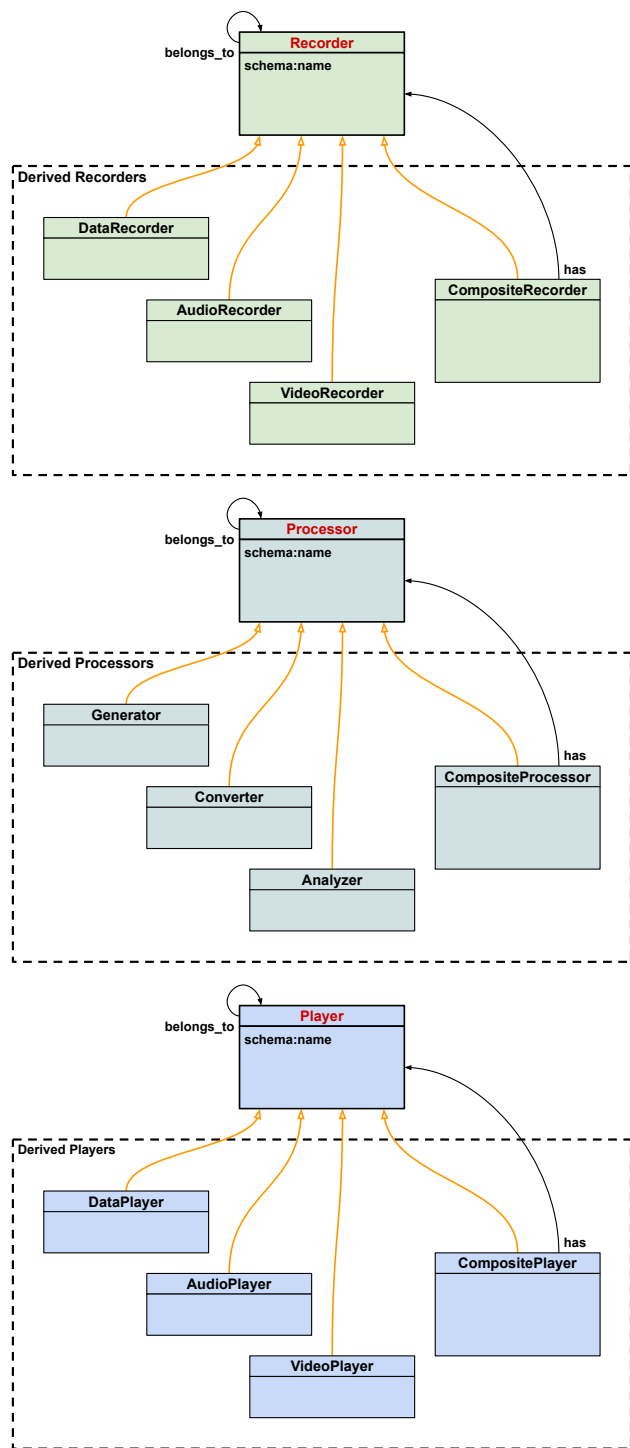 Recorder
belongs_to
schema:name
Derived Recorders
DataRecorder
has
CompositeRecorder
AudioRecorder
VideoRecorder
Processor
belongs_to
schema:name
Derived Processors
Generator
has
CompositeProcessor
Converter
Analyzer
Player
belongs_to
schema:name
Derived Players
DataPlayer
has
CompositePlayer
AudioPlayer
VideoPlayer